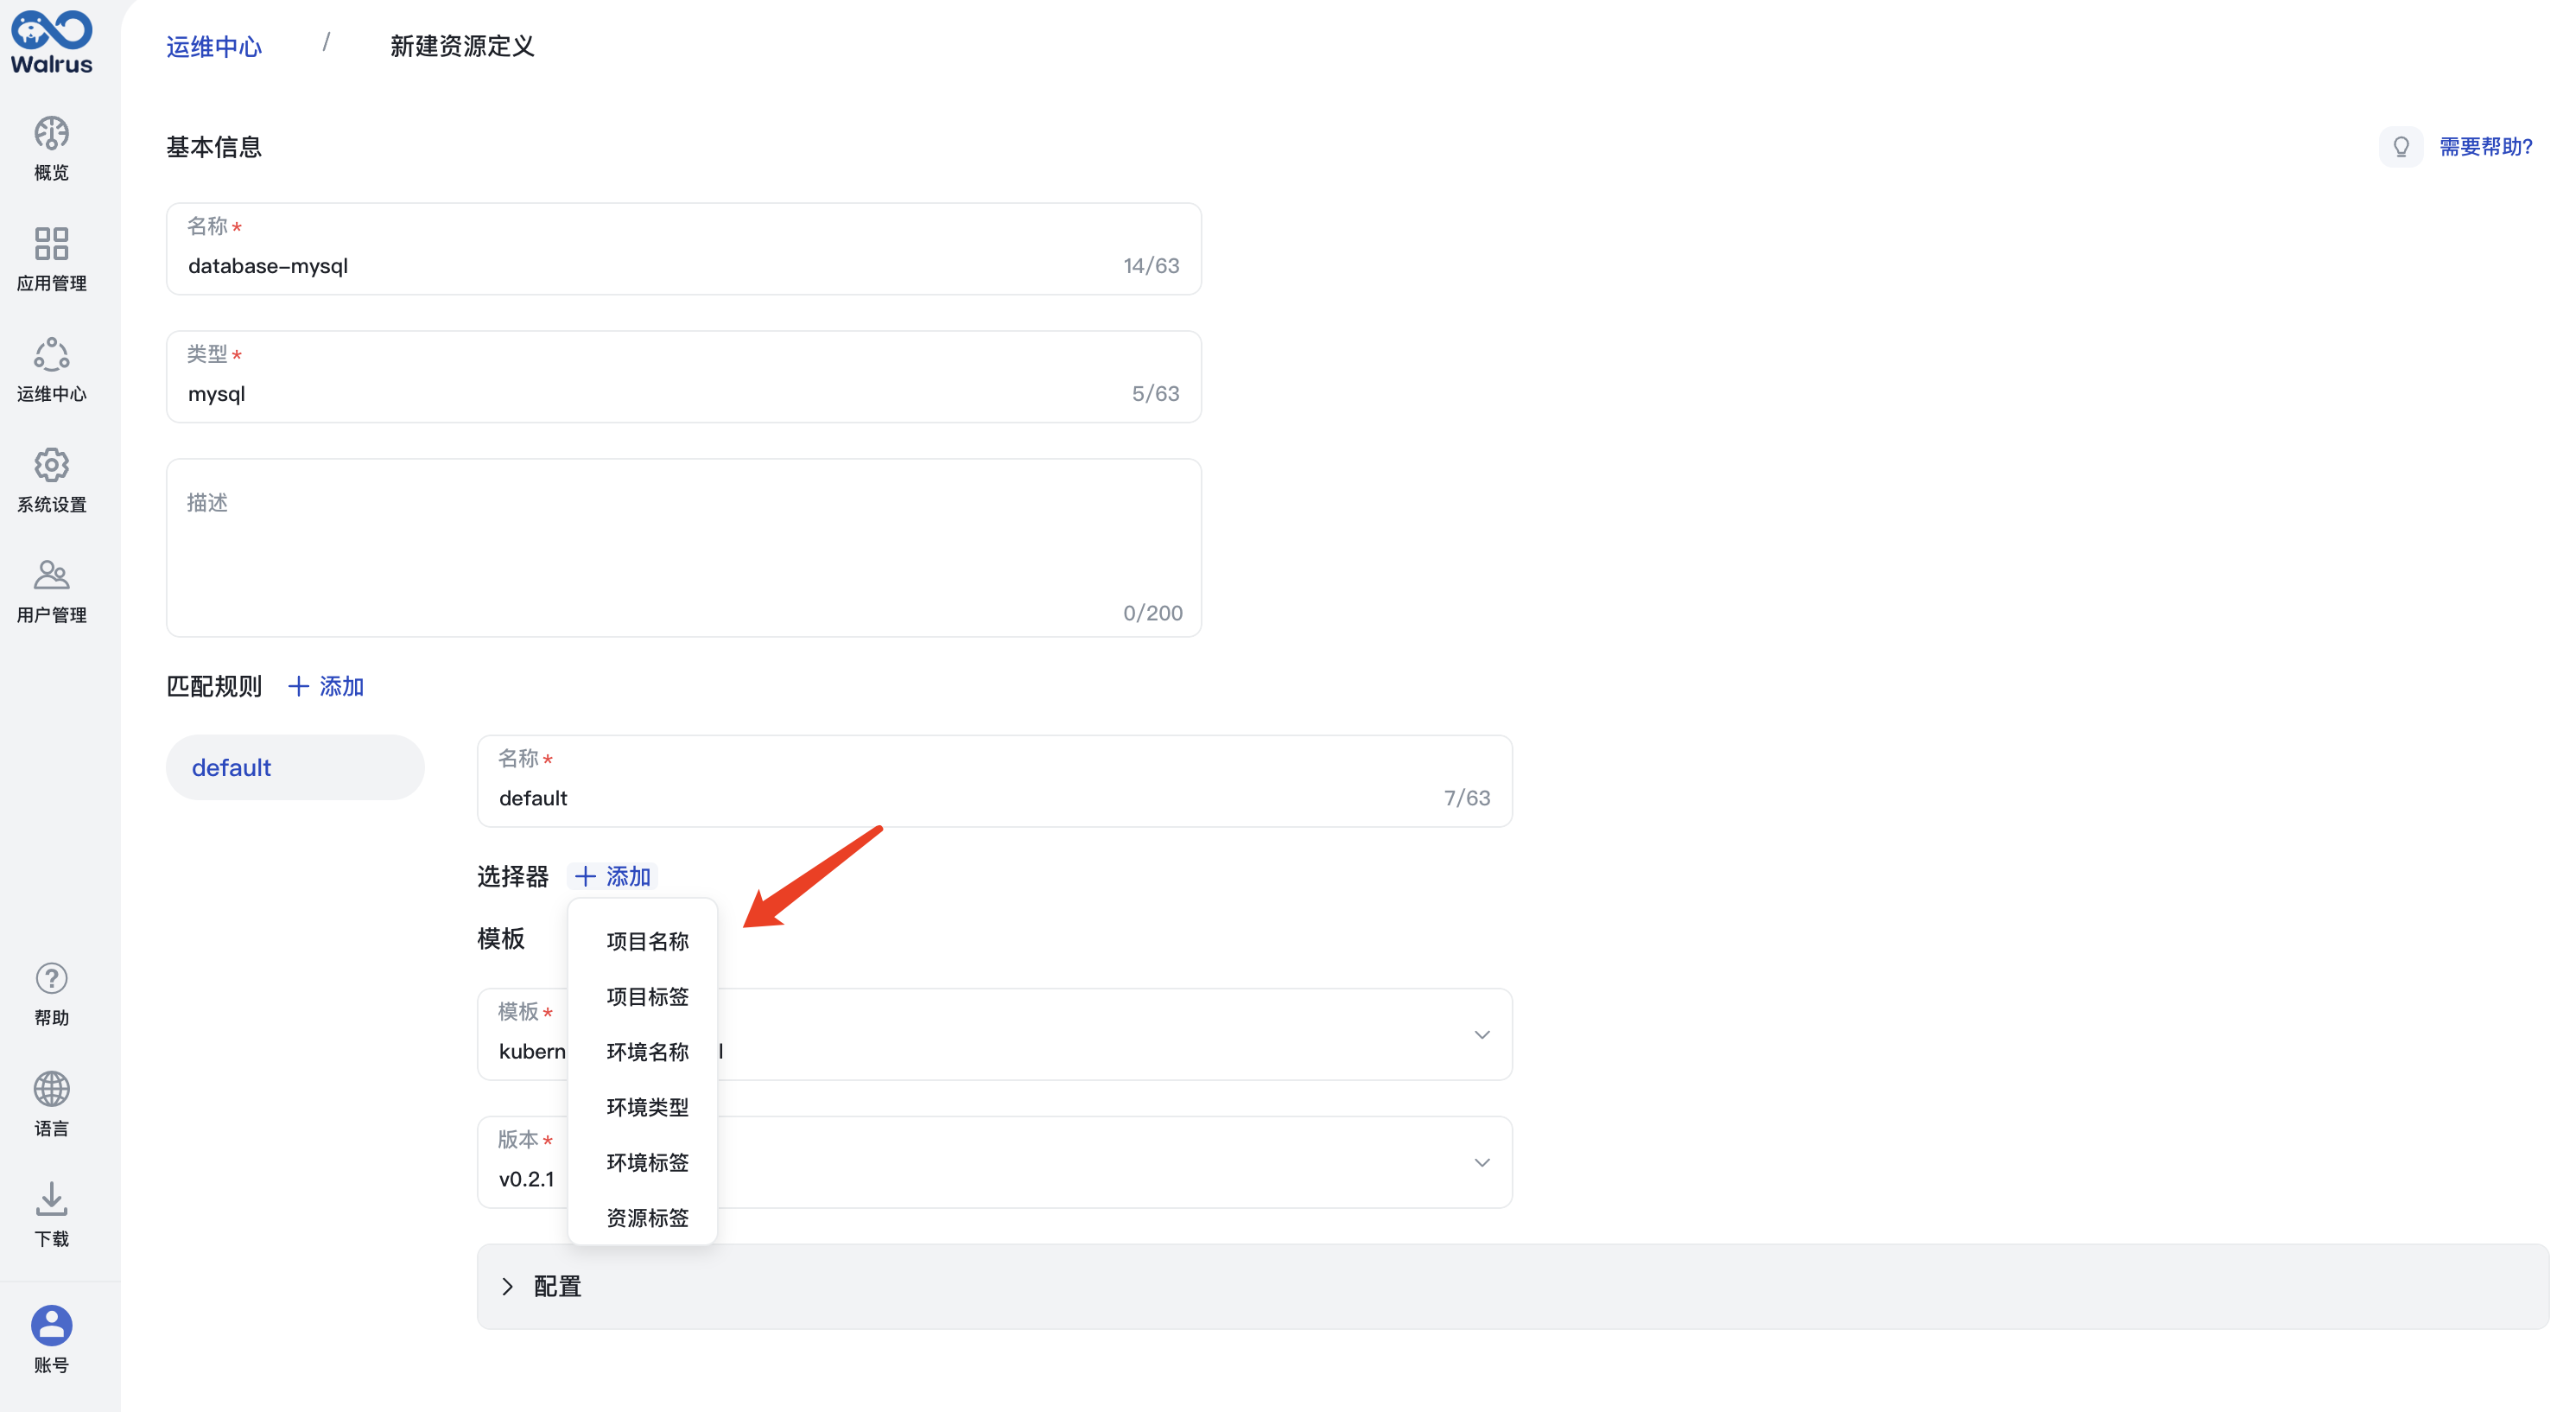 Walrus
概览
应用管理
运维中心
系统设置
用户管理
帮助
语言
下载
账号
运维中心 / 新建资源定义
基本信息
需要帮助?
名称*
database-mysql 14/63
类型*
mysql 5/63
描述
0/200
匹配规则 + 添加
default
名称*
default 7/63
选择器 + 添加
项目名称
项目标签
环境名称
环境类型
环境标签
资源标签
模板
模板*
kubern
版本*
v0.2.1
配置